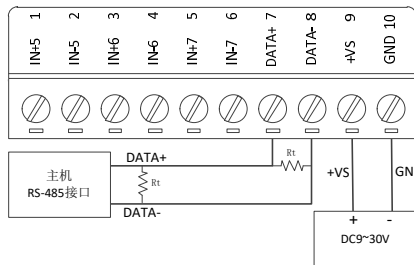 IN+5 1
IN-5 2
IN+6 3
IN-6 4
IN+7 5
IN-7 6
DATA+ 7
DATA- 8
+VS 9
GND 10
主机
RS-485接口
DATA+
Rt
Rt
DATA-
+VS
GN
+ -
DC9~30V